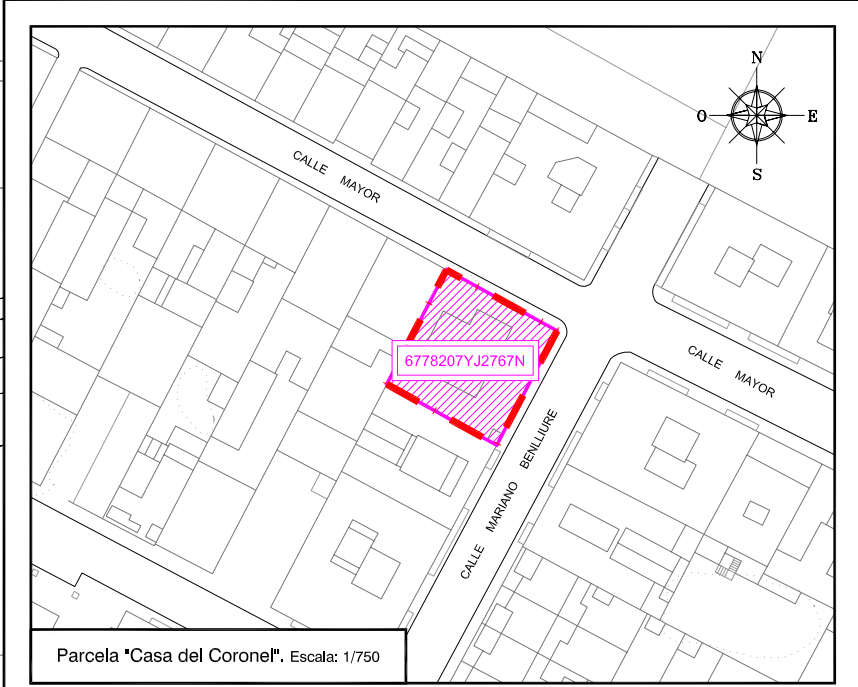 N
O
E
S
CALLE MAYOR
CALLE MAYOR
6778207YJ2767N
CALLE MARIANO BENLLIURE
Parcela "Casa del Coronel". Escala: 1/750